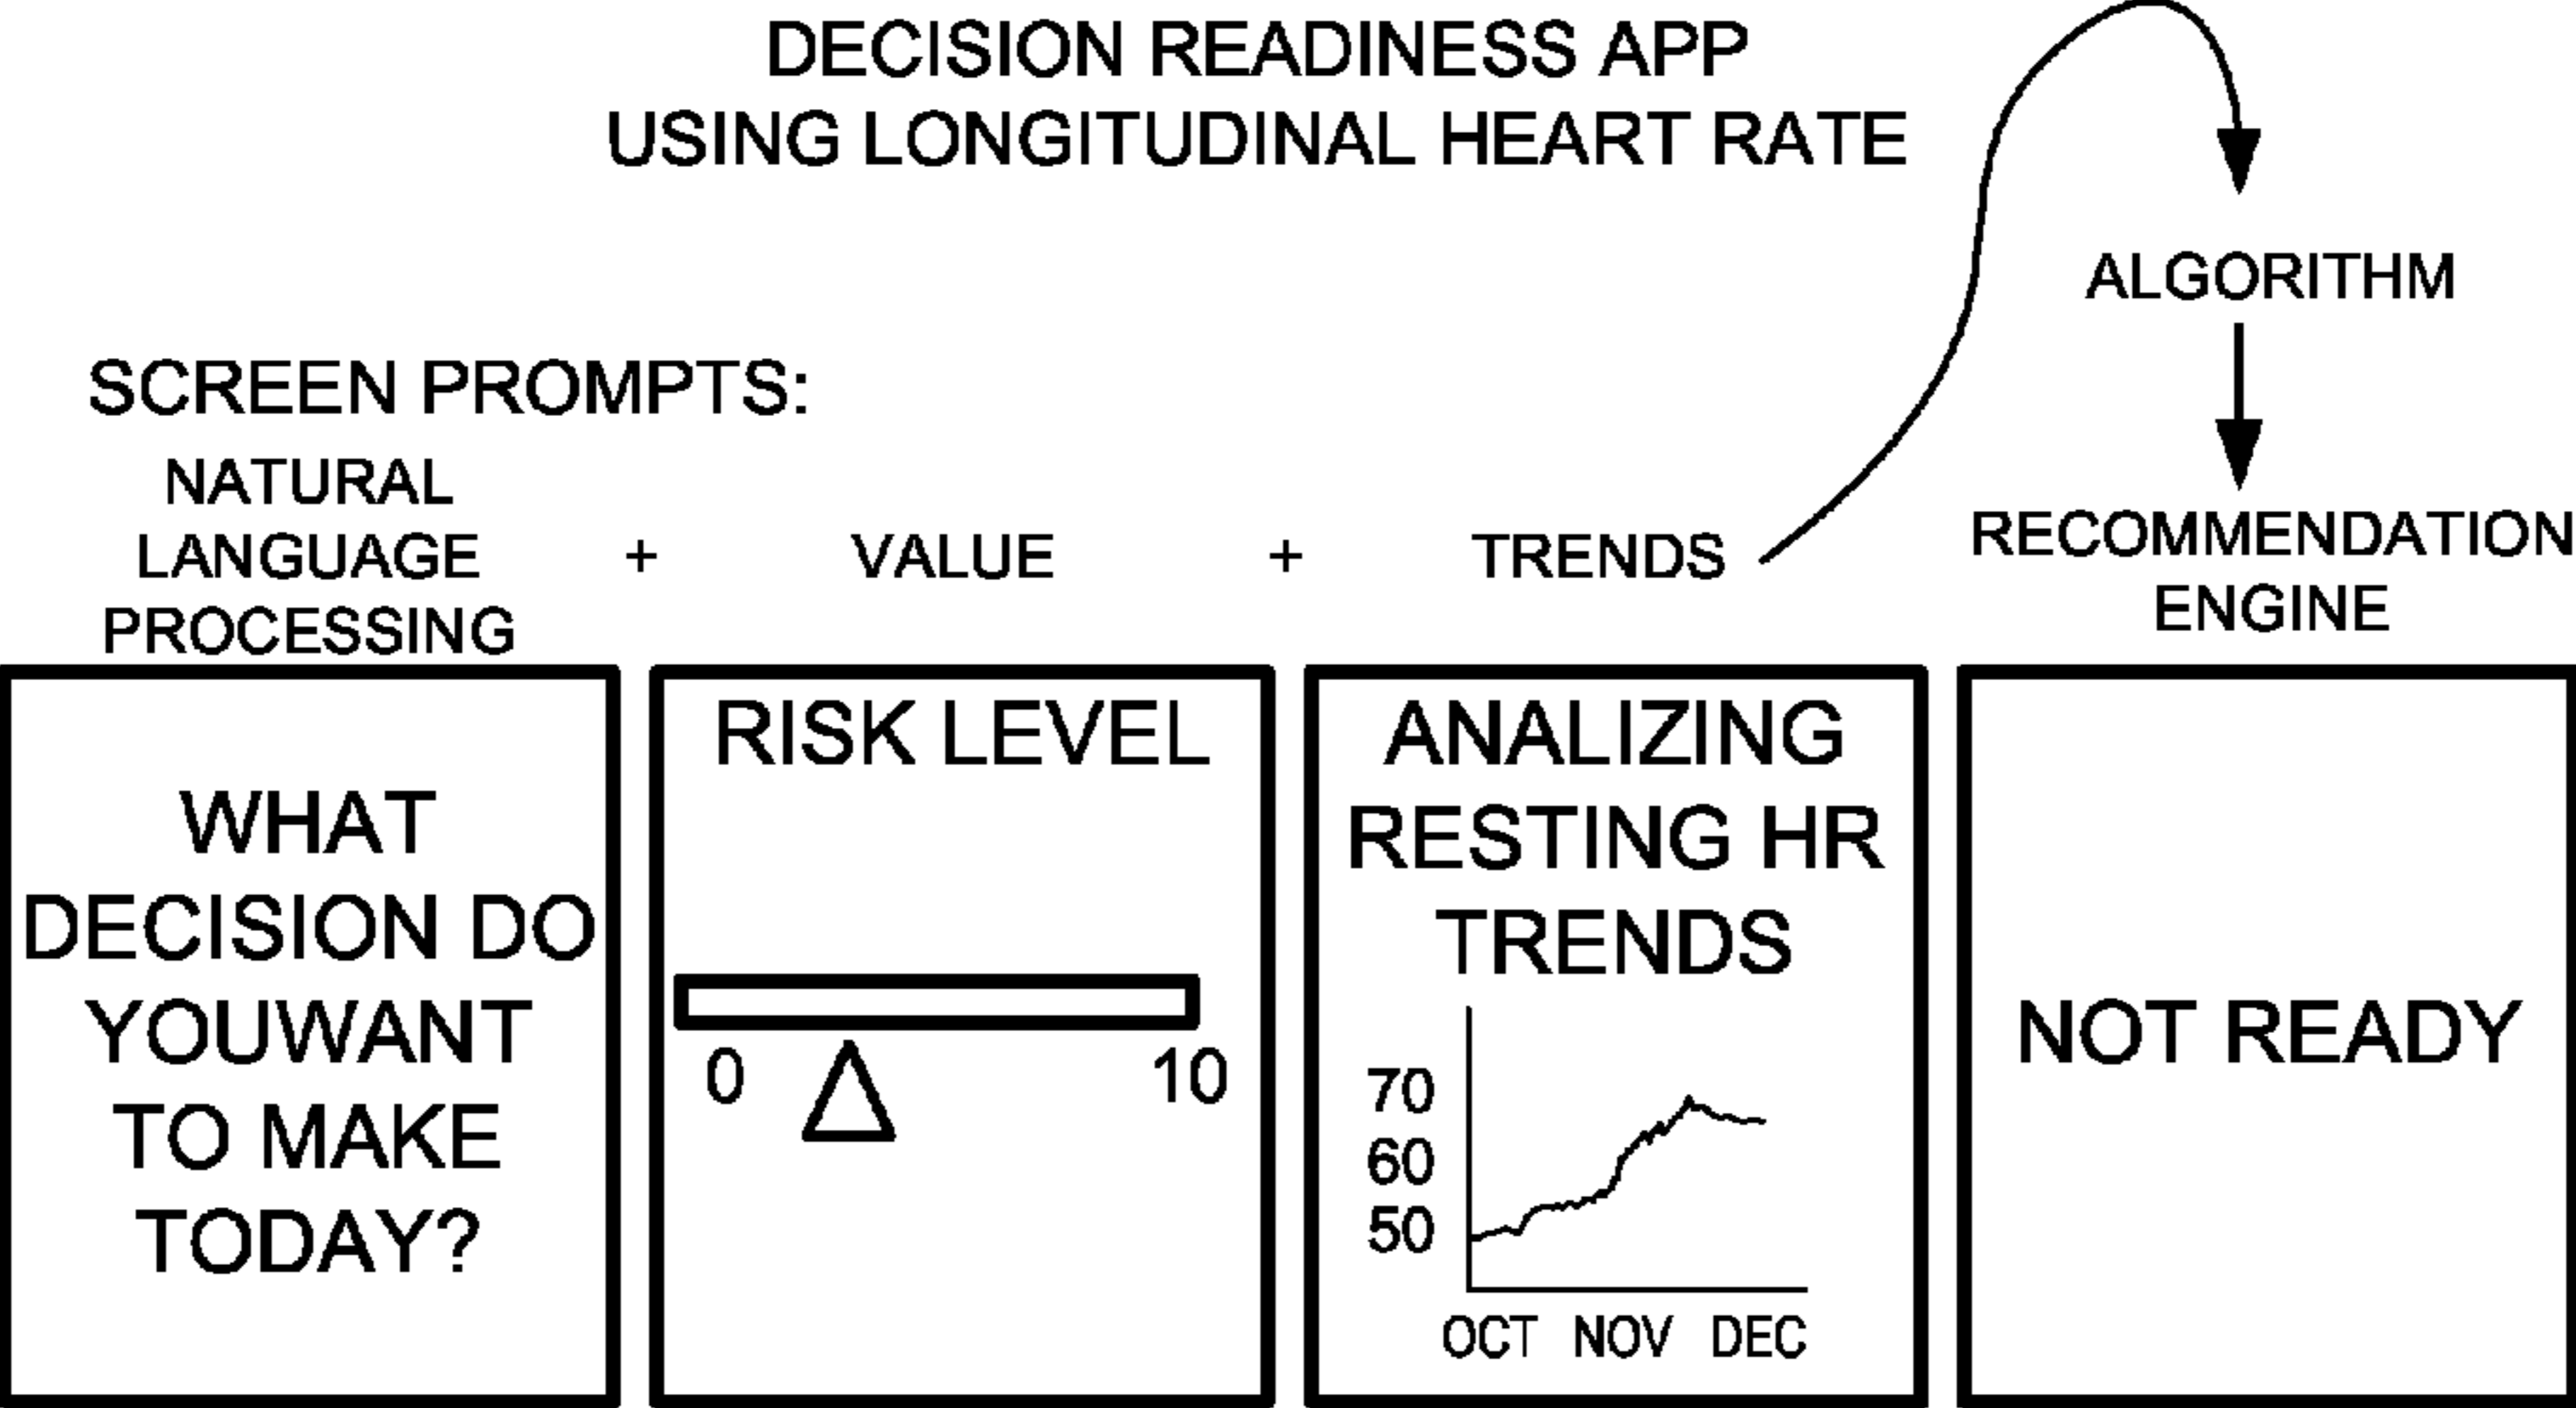 DECISION READINESS APP
USING LONGITUDINAL HEART RATE
ALGORITHM
SCREEN PROMPTS:
NATURAL
LANGUAGE + VALUE + TRENDS
PROCESSING
RECOMMENDATION
ENGINE
WHAT
DECISION DO
YOUWANT
TO MAKE
TODAY?
RISK LEVEL
0 10
ANALIZING
RESTING HR
TRENDS
70
60
50
OCT NOV DEC
NOT READY